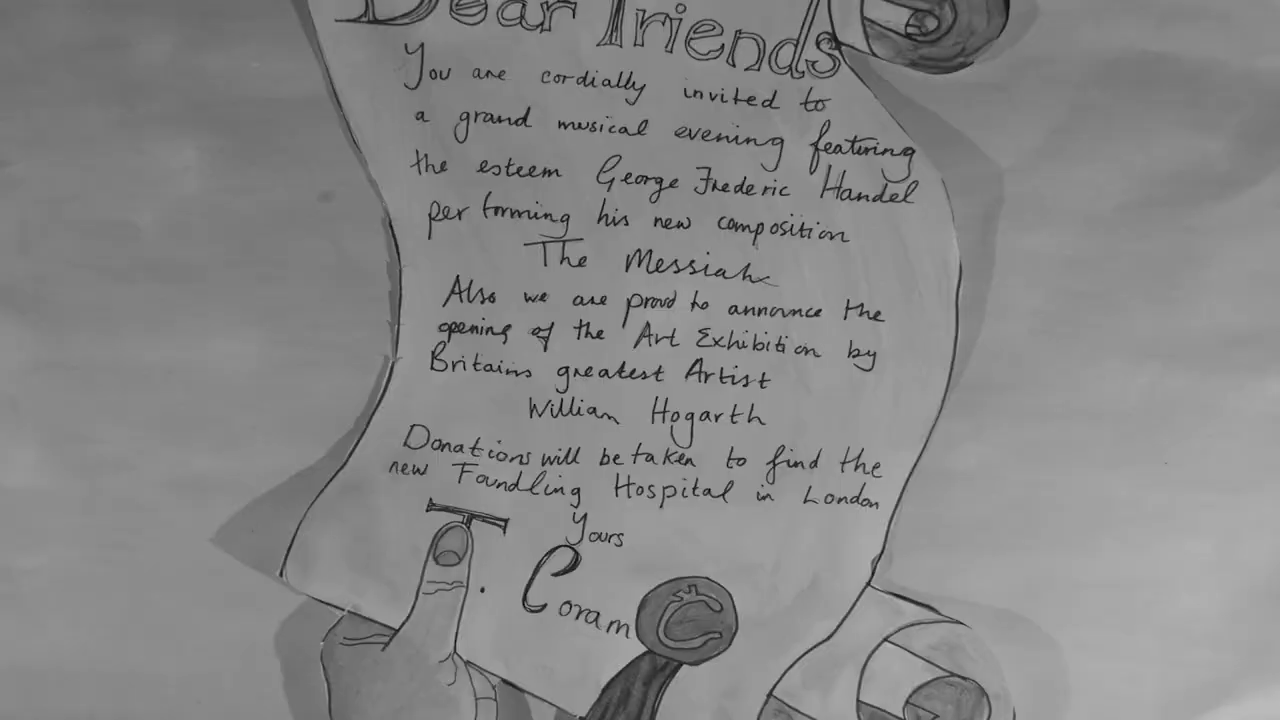 Dear Friends
You are cordially invited to
a grand musical evening featuring
the esteem George Frederic Handel
performing his new composition
The Messiah
Also we are proud to announce the
opening of the Art Exhibition by
Britains greatest Artist
William Hogarth
Donations will be taken to find the
new Foundling Hospital in London
Yours
T. Coram
C